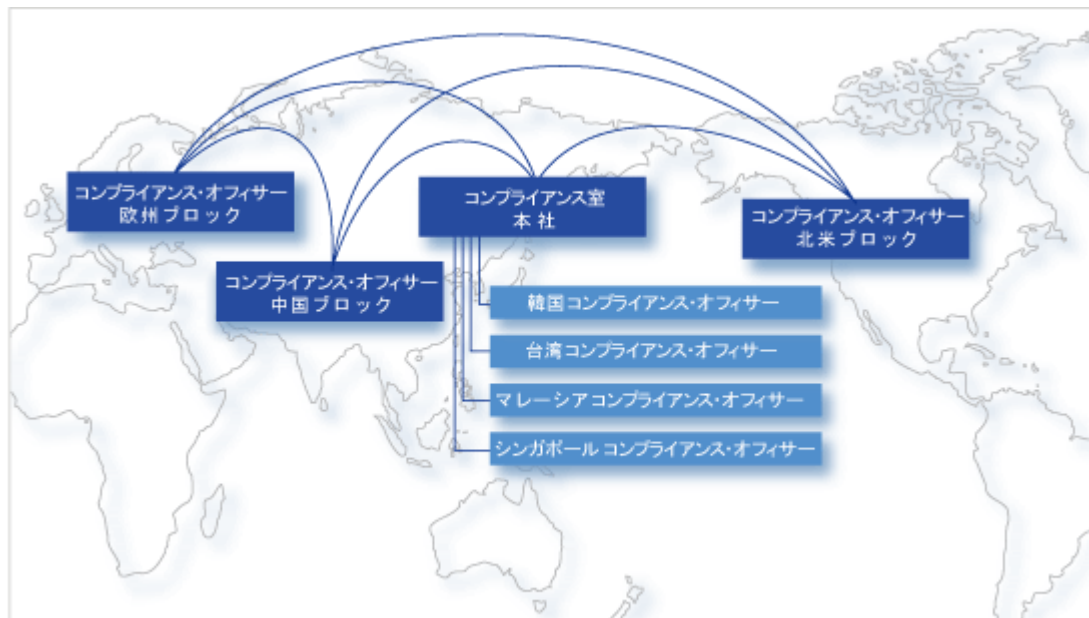 コンプライアンス・オフィサー
欧州ブロック
コンプライアンス室
本社
コンプライアンス・オフィサー
北米ブロック
コンプライアンス・オフィサー
中国ブロック
韓国コンプライアンス・オフィサー
台湾コンプライアンス・オフィサー
マレーシアコンプライアンス・オフィサー
シンガポールコンプライアンス・オフィサー